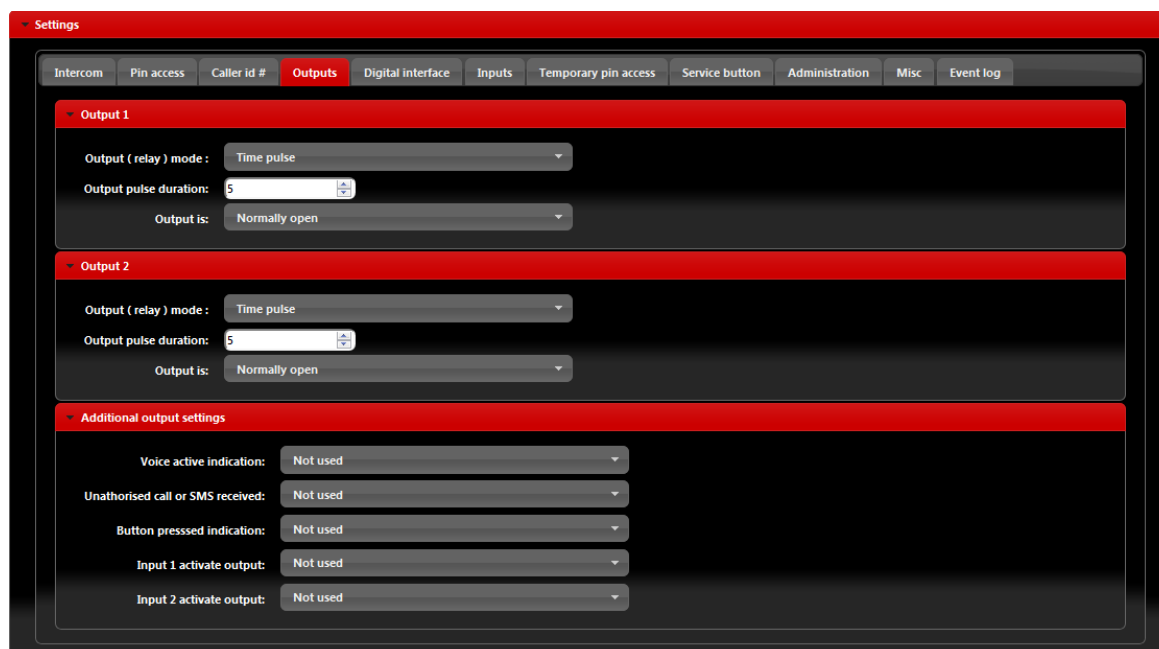 Settings
Intercom Pin access Caller id # Outputs Digital interface Inputs Temporary pin access Service button Administration Misc Event log
Output 1
Output ( relay ) mode : Time pulse
Output pulse duration: 5
Output is: Normally open
Output 2
Output ( relay ) mode : Time pulse
Output pulse duration: 5
Output is: Normally open
Additional output settings
Voice active indication: Not used
Unathorised call or SMS received: Not used
Button presssed indication: Not used
Input 1 activate output: Not used
Input 2 activate output: Not used